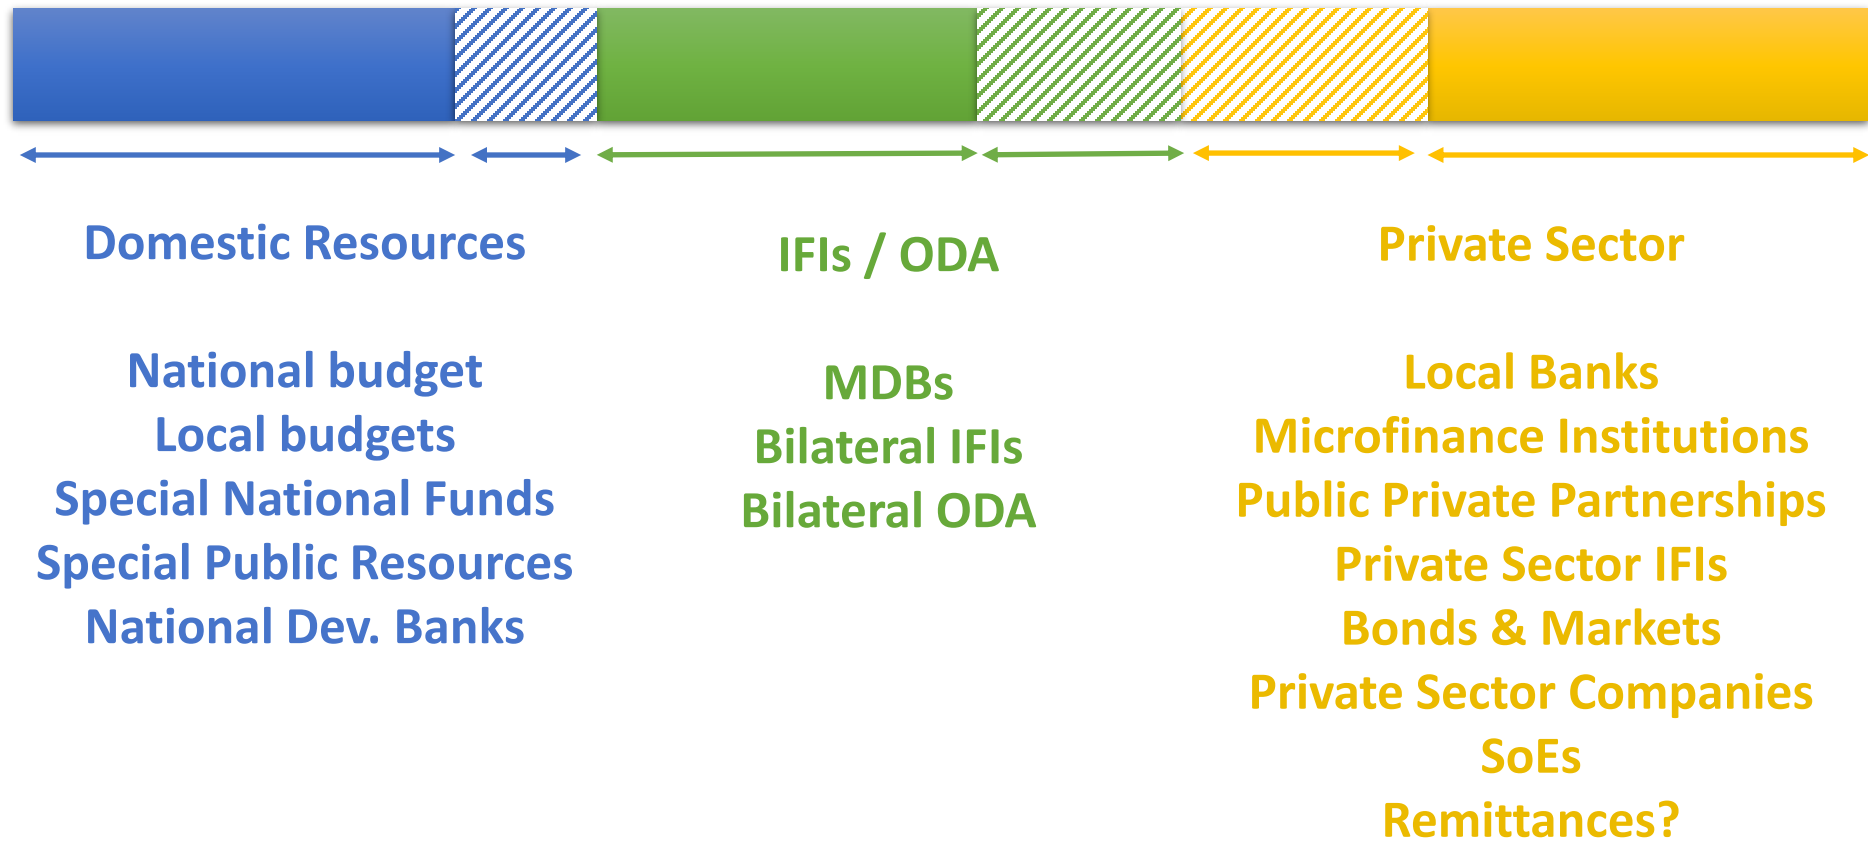 Domestic Resources
National budget
Local budgets
Special National Funds
Special Public Resources
National Dev. Banks
IFIs / ODA
MDBs
Bilateral IFIs
Bilateral ODA
Private Sector
Local Banks
Microfinance Institutions
Public Private Partnerships
Private Sector IFIs
Bonds & Markets
Private Sector Companies
SoEs
Remittances?